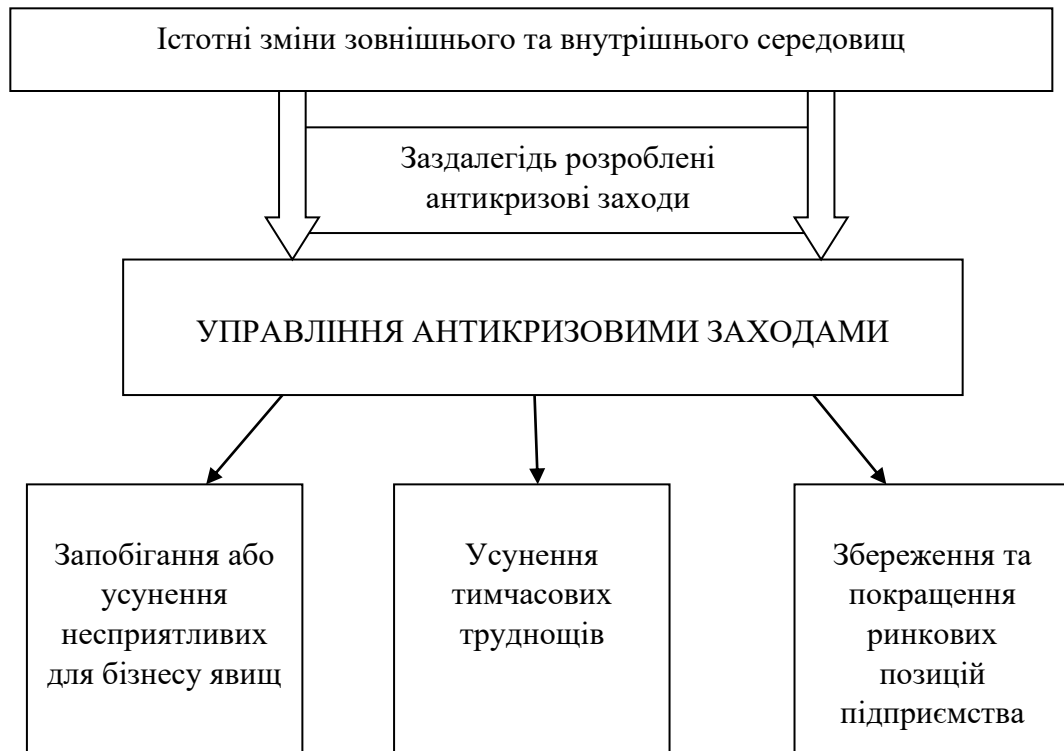 Істотні зміни зовнішнього та внутрішнього середовищ
Заздалегідь розроблені
антикризові заходи
УПРАВЛІННЯ АНТИКРИЗОВИМИ ЗАХОДАМИ
Запобігання або
усунення
несприятливих
для бізнесу явищ
Усунення
тимчасових
труднощів
Збереження та
покращення
ринкових
позицій
підприємства